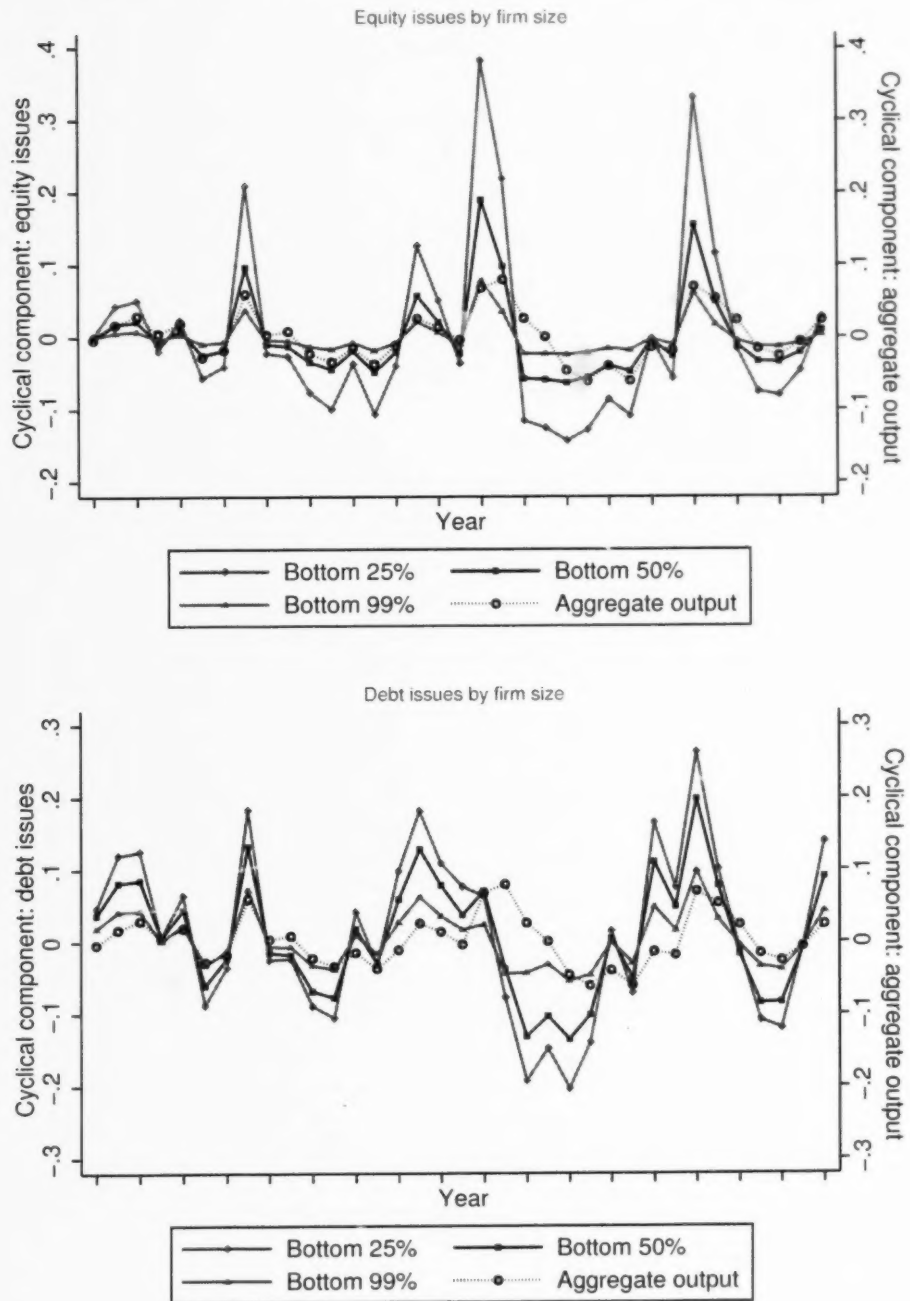 Equity issues by firm size
Cyclical component: equity issues
.4
.3
.2
.1
0
-.1
-.2
Cyclical component: aggregate output
.4
.3
.2
.1
0
-.1
-.2
Year
Bottom 25%
Bottom 50%
Bottom 99%
Aggregate output
Debt issues by firm size
Cyclical component: debt issues
0.3
0.2
0.1
0
-.1
-.2
-.3
Cyclical component: aggregate output
.3
.2
.1
0
-.1
-.2
-.3
Year
Bottom 25%
Bottom 50%
Bottom 99%
Aggregate output